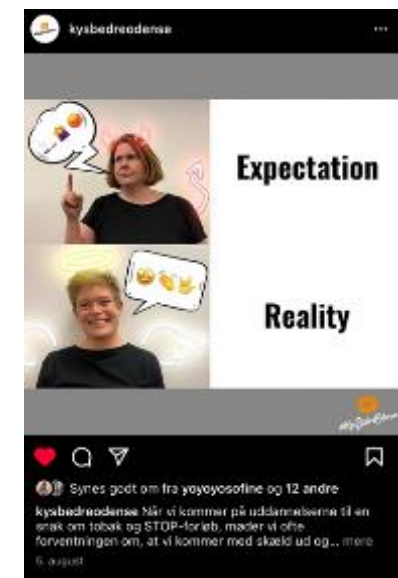 kysbedreodense
Expectation
Reality
Synes godt om fra yoyoyosofine og 12 andre
kysbedreodense Når vi kommer på uddannelserne til en
snak om tobak og STOP-forløb, møder vi ofte
forventningen om, at vi kommer med skæld ud og... mere
5. august